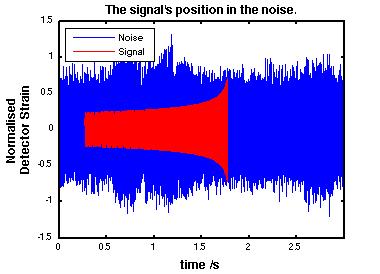 The signal's position in the noise.
Noise
Signal
1.5
1
0.5
0
-0.5
-1
-1.5
0
0.5
1
1.5
2
2.5
Normalised
Detector Strain
time /s